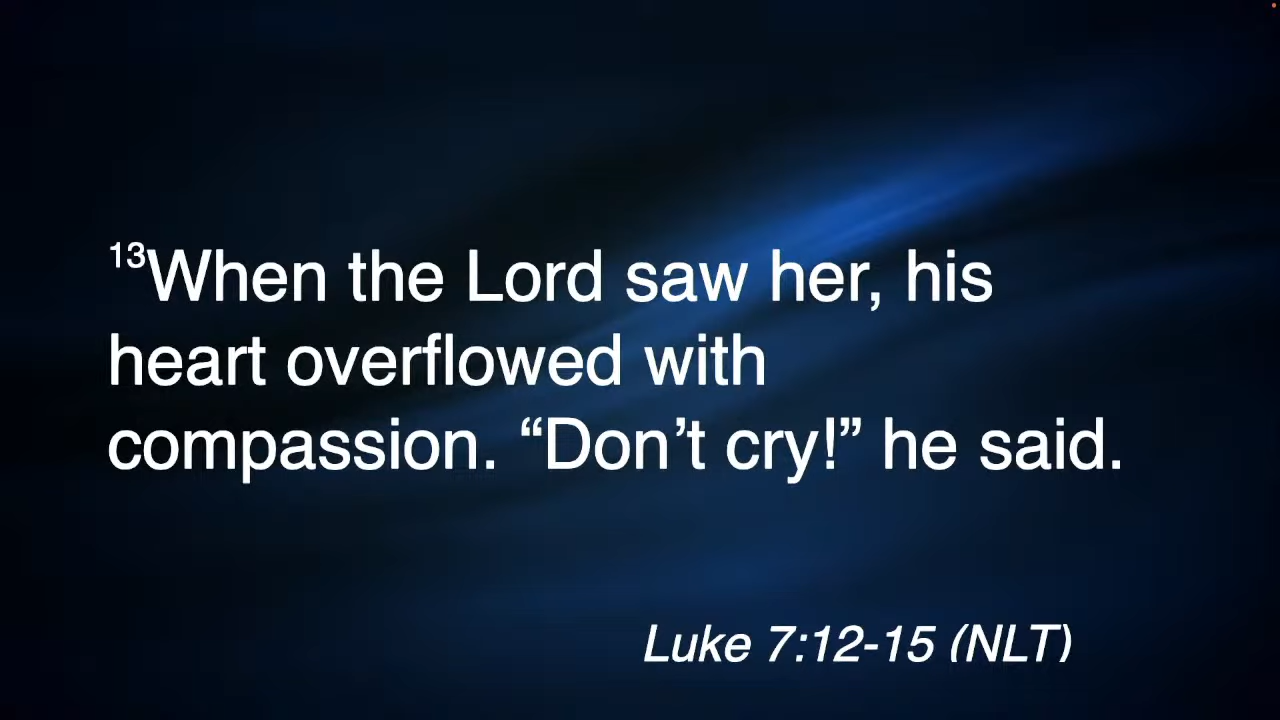 ¹³When the Lord saw her, his
heart overflowed with
compassion. “Don’t cry!” he said.
Luke 7:12-15 (NLT)